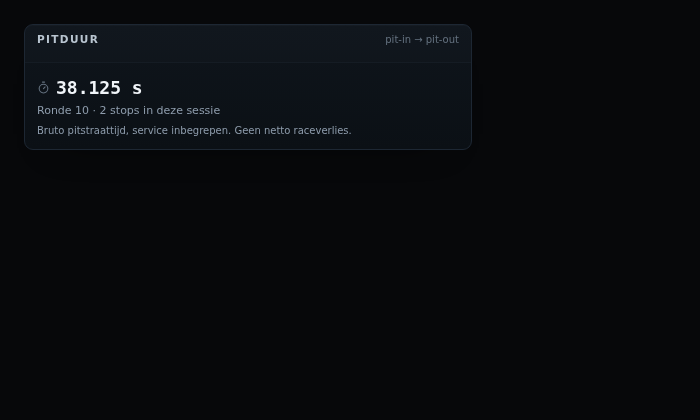 PITDUUR
pit-in → pit-out
38.125 s
Ronde 10 · 2 stops in deze sessie
Bruto pitstraattijd, service inbegrepen. Geen netto raceverlies.